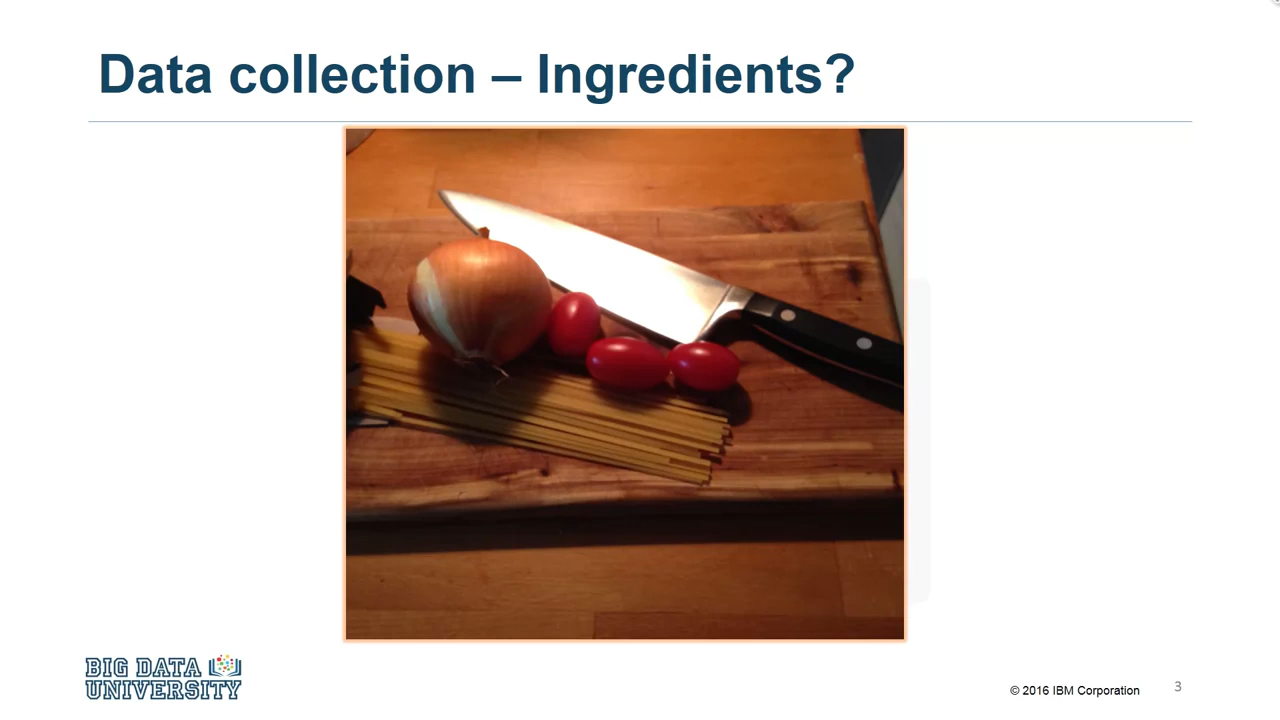 Data collection – Ingredients?
BIG DATA
UNIVERSITY
© 2016 IBM Corporation
3